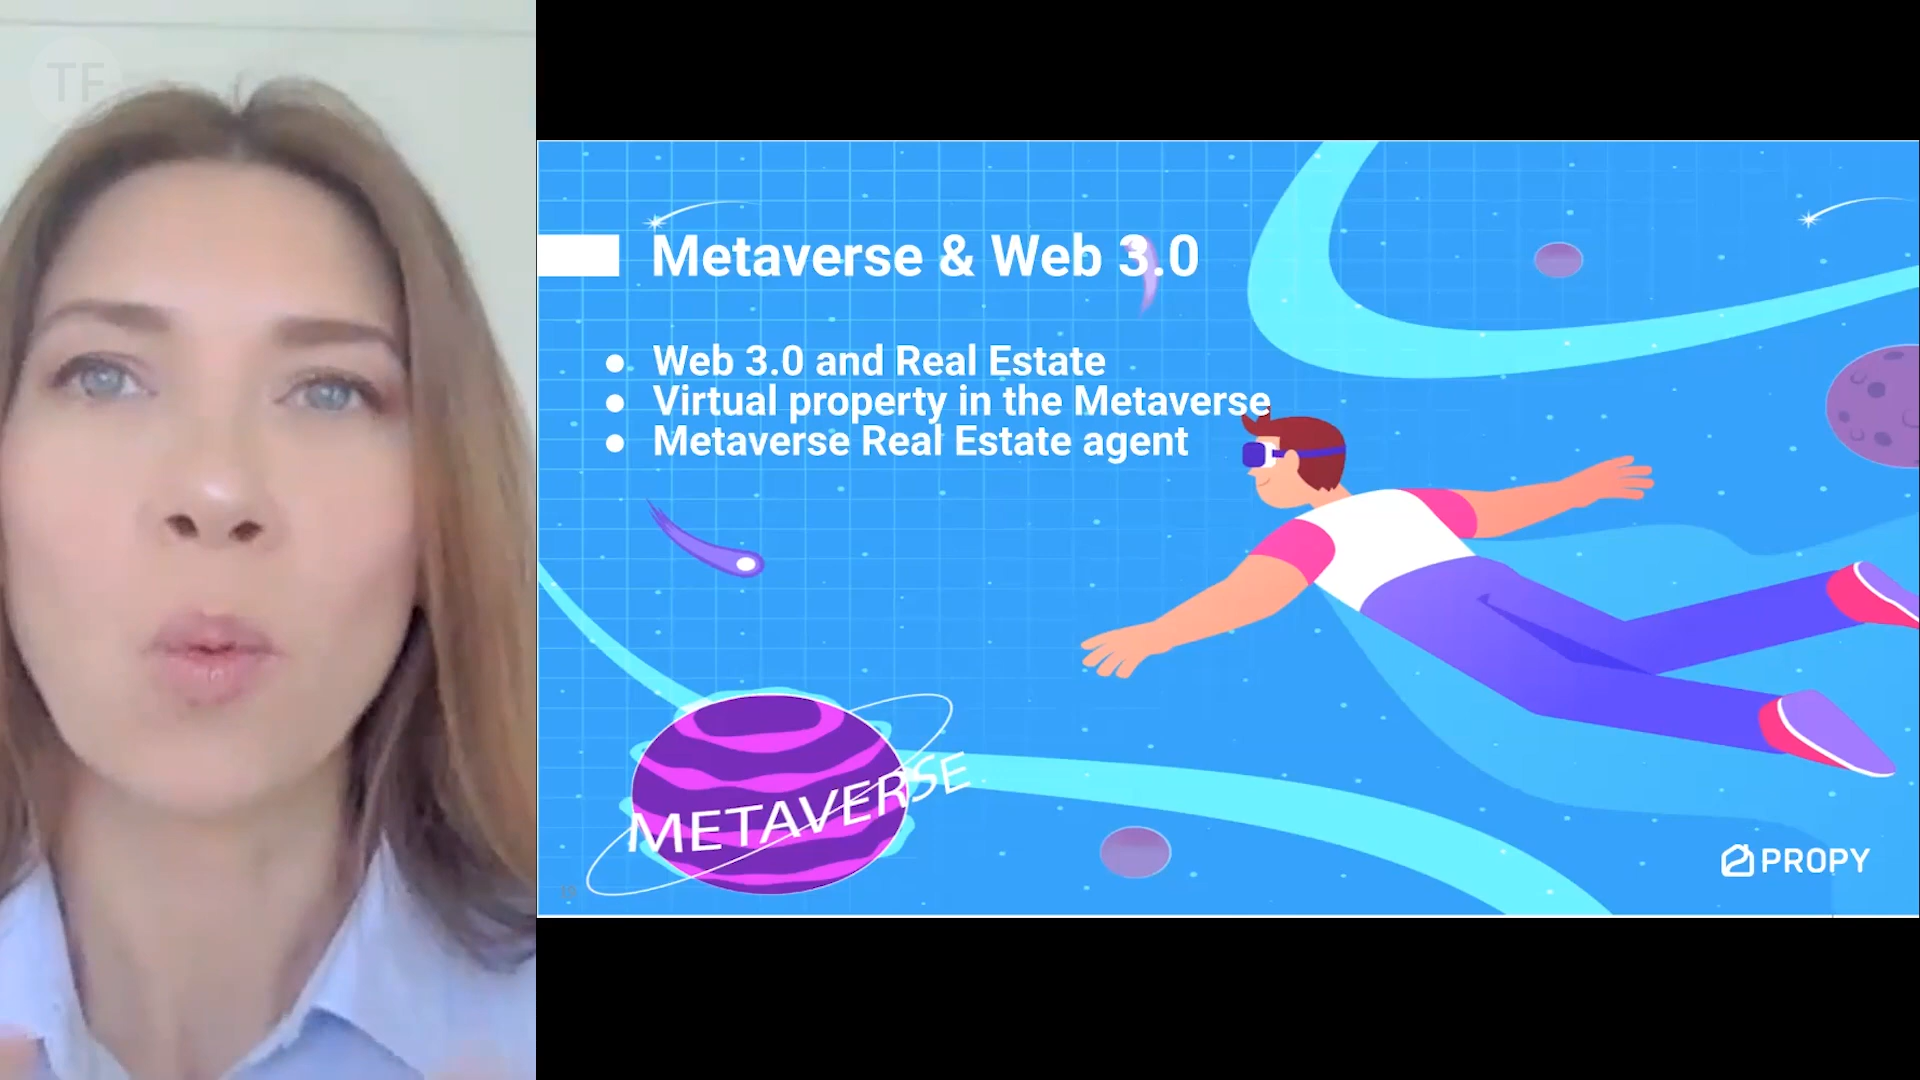 TF
Metaverse & Web 3.0
● Web 3.0 and Real Estate
● Virtual property in the Metaverse
● Metaverse Real Estate agent
METAVERSE
PROPY